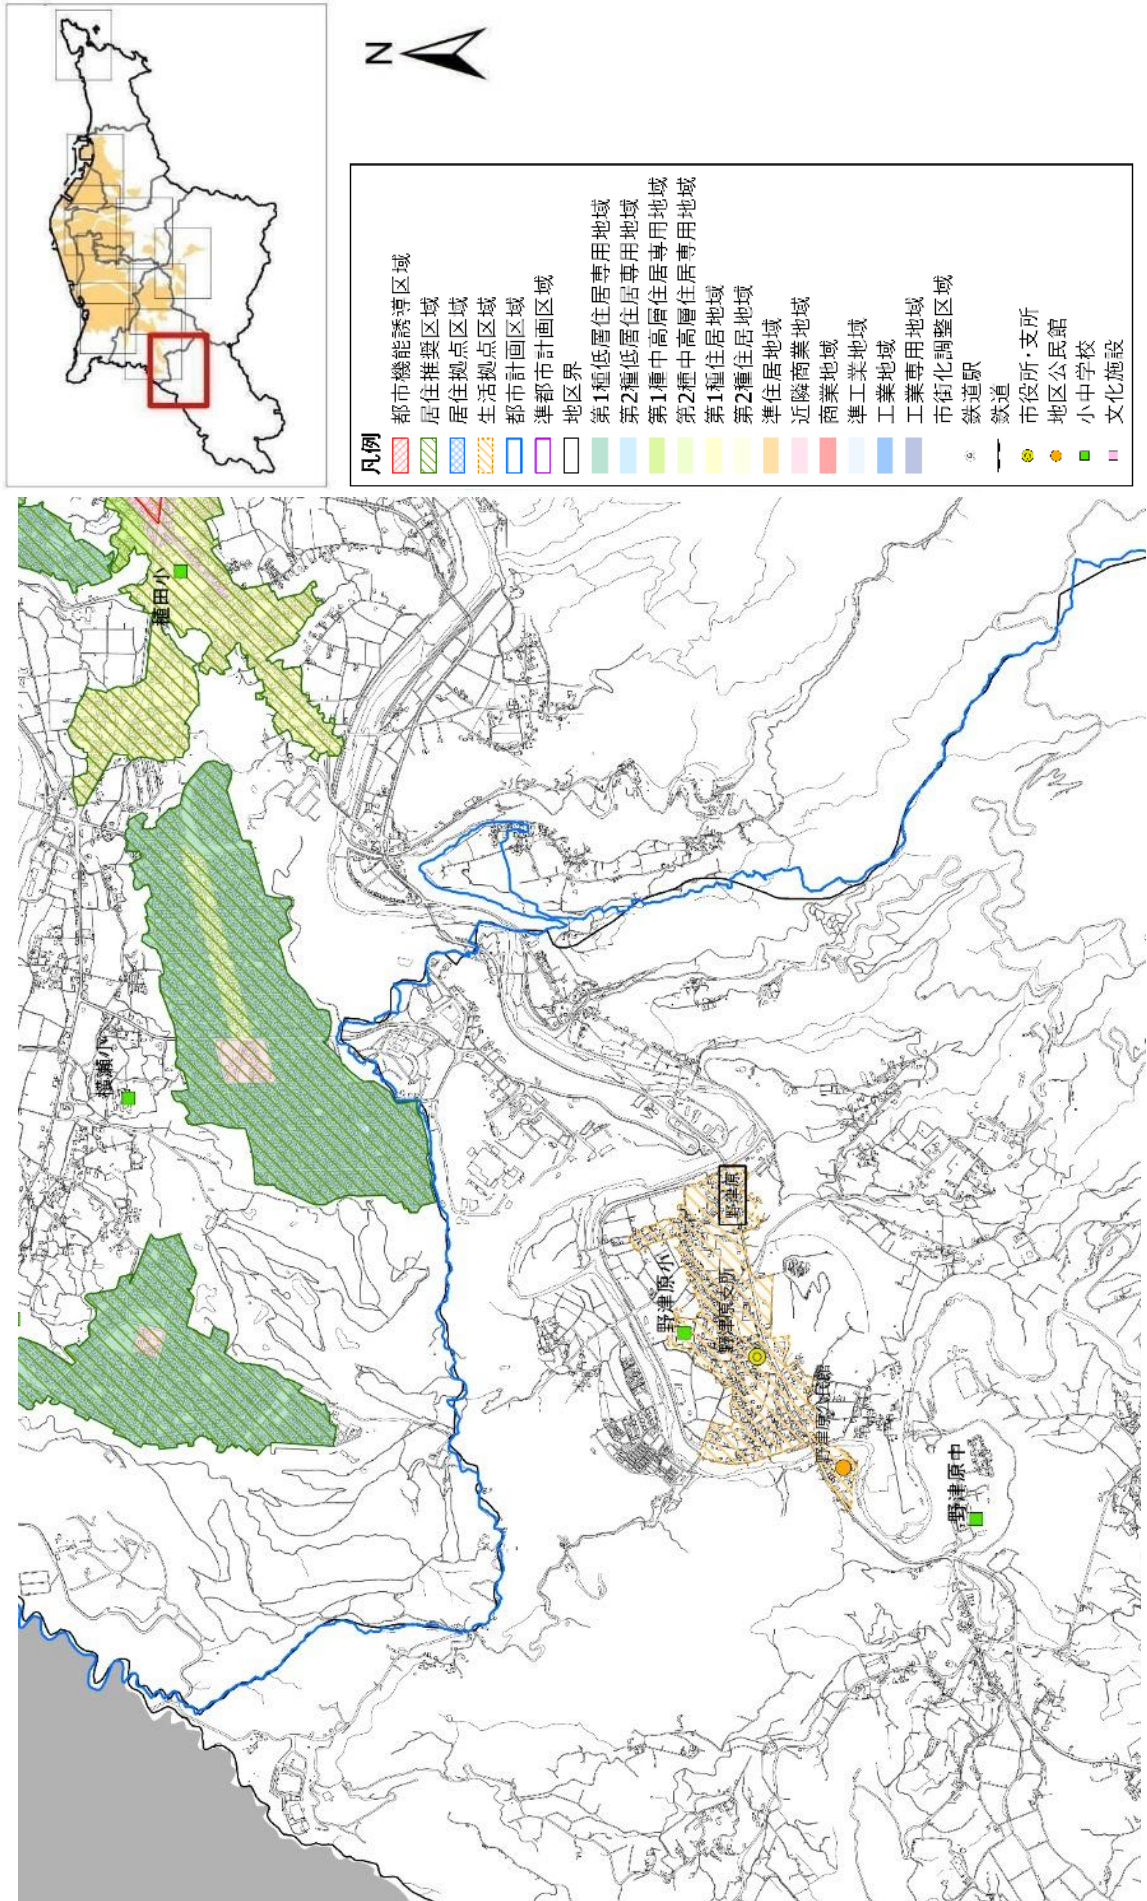 N
凡例
都市機能誘導区域
居住推奨区域
居住拠点区域
生活拠点区域
都市計画区域
準都市計画区域
地区界
第1種低層住居専用地域
第2種低層住居専用地域
第1種中高層住居専用地域
第2種中高層住居専用地域
第1種住居地域
第2種住居地域
準住居地域
近隣商業地域
商業地域
準工業地域
工業地域
工業専用地域
市街化調整区域
鉄道駅
鉄道
市役所・支所
地区公民館
小中学校
文化施設
稙田小
横瀬小
野津原
野津原小
野津原支所
野津原公民館
野津原中